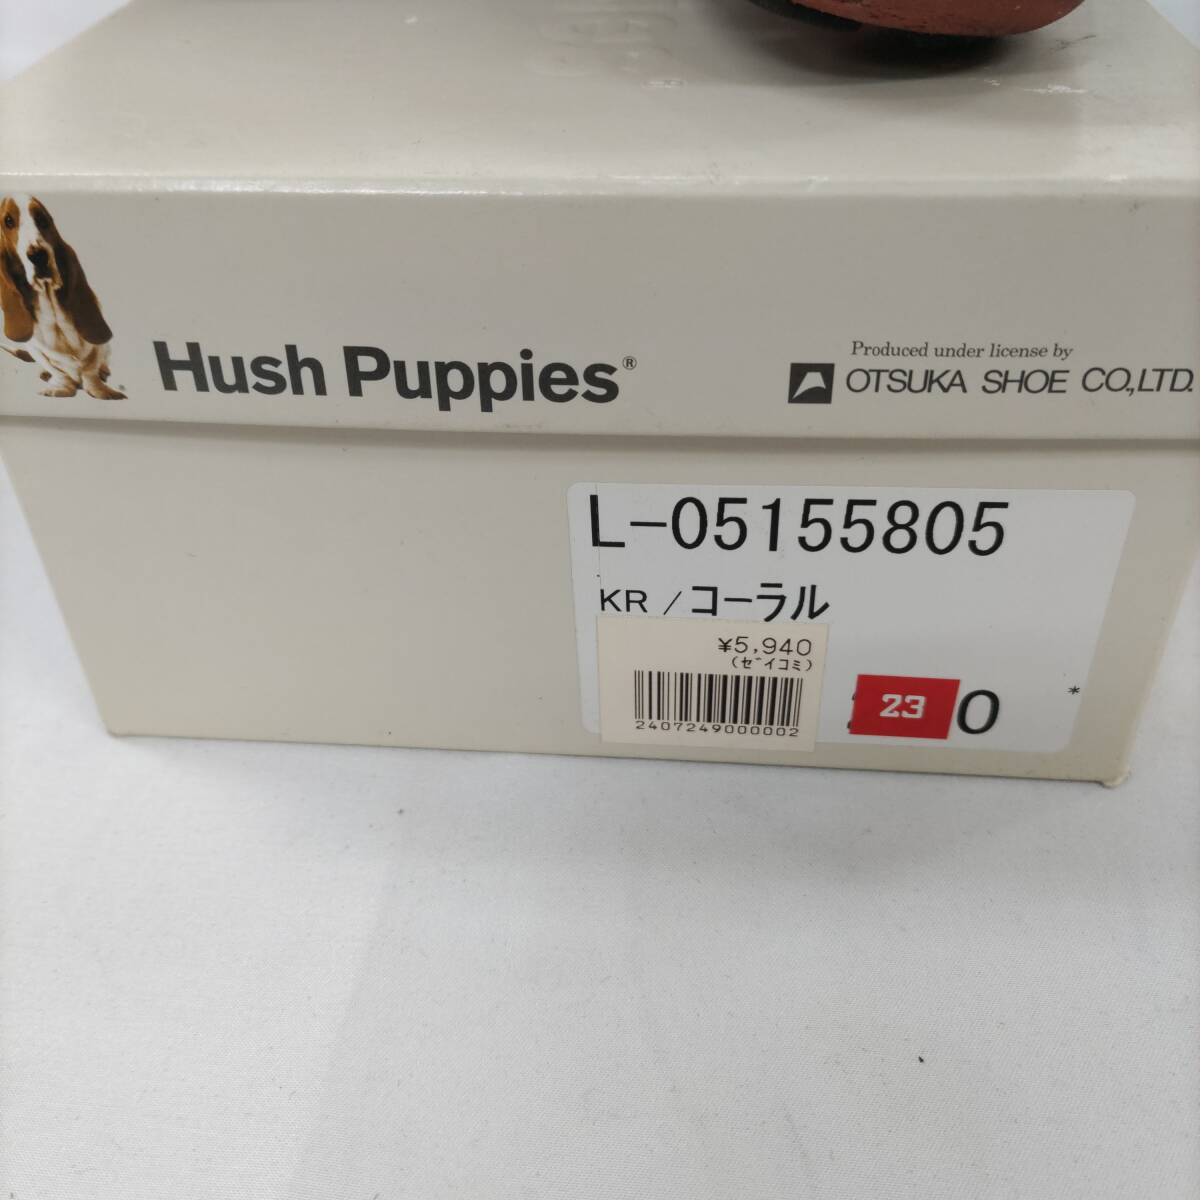 Hush Puppies®
Produced under license by
OTSUKA SHOE CO.,LTD.
L-05155805
KR / コーラル
¥5,940
(ゼイコミ)
2407249000002
23
0
*